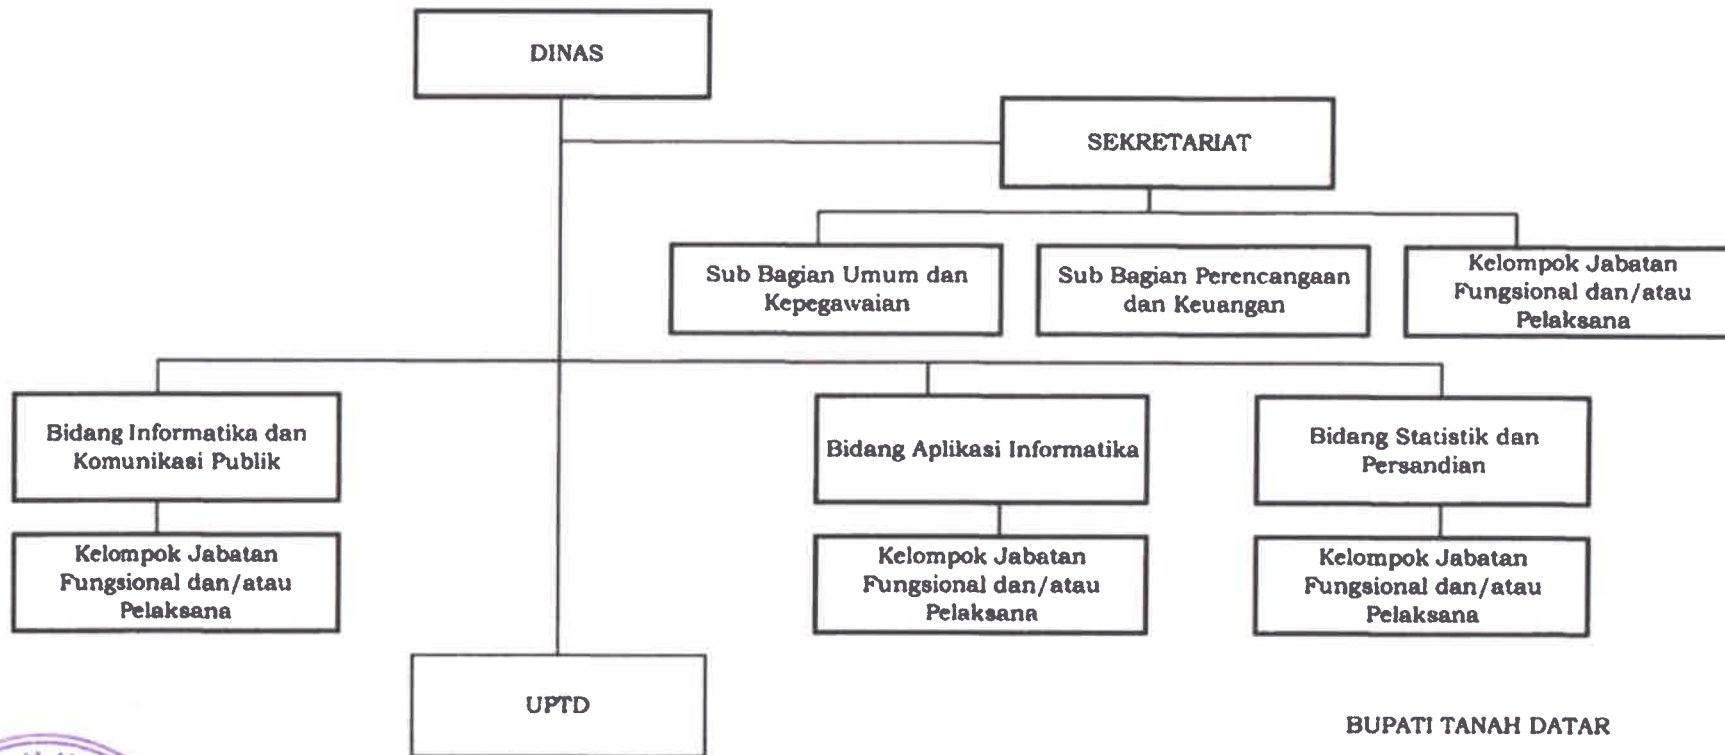 DINAS
SEKRETARIAT
Sub Bagian Umum dan
Kepegawaian
Sub Bagian Perencangaan
dan Keuangan
Kelompok Jabatan
Fungsional dan/atau
Pelaksana
Bidang Informatika dan
Komunikasi Publik
Bidang Aplikasi Informatika
Bidang Statistik dan
Persandian
Kelompok Jabatan
Fungsional dan/atau
Pelaksana
Kelompok Jabatan
Fungsional dan/atau
Pelaksana
Kelompok Jabatan
Fungsional dan/atau
Pelaksana
UPTD
BUPATI TANAH DATAR